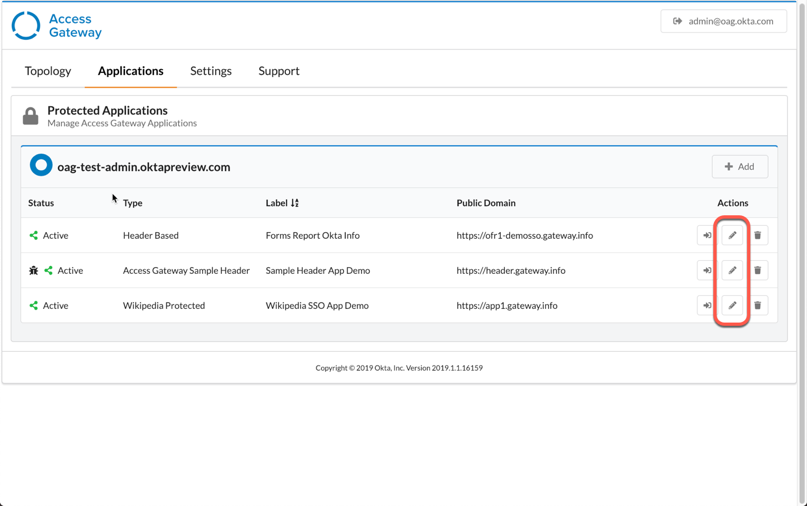 Access
Gateway
admin@oag.okta.com
Topology Applications Settings Support
Protected Applications
Manage Access Gateway Applications
oag-test-admin.oktapreview.com
Add
Status Type Label Public Domain Actions
Active Header Based Forms Report Okta Info https://ofr1-demosso.gateway.info
Active Access Gateway Sample Header Sample Header App Demo https://header.gateway.info
Active Wikipedia Protected Wikipedia SSO App Demo https://app1.gateway.info
Copyright © 2019 Okta, Inc. Version 2019.1.1.16159